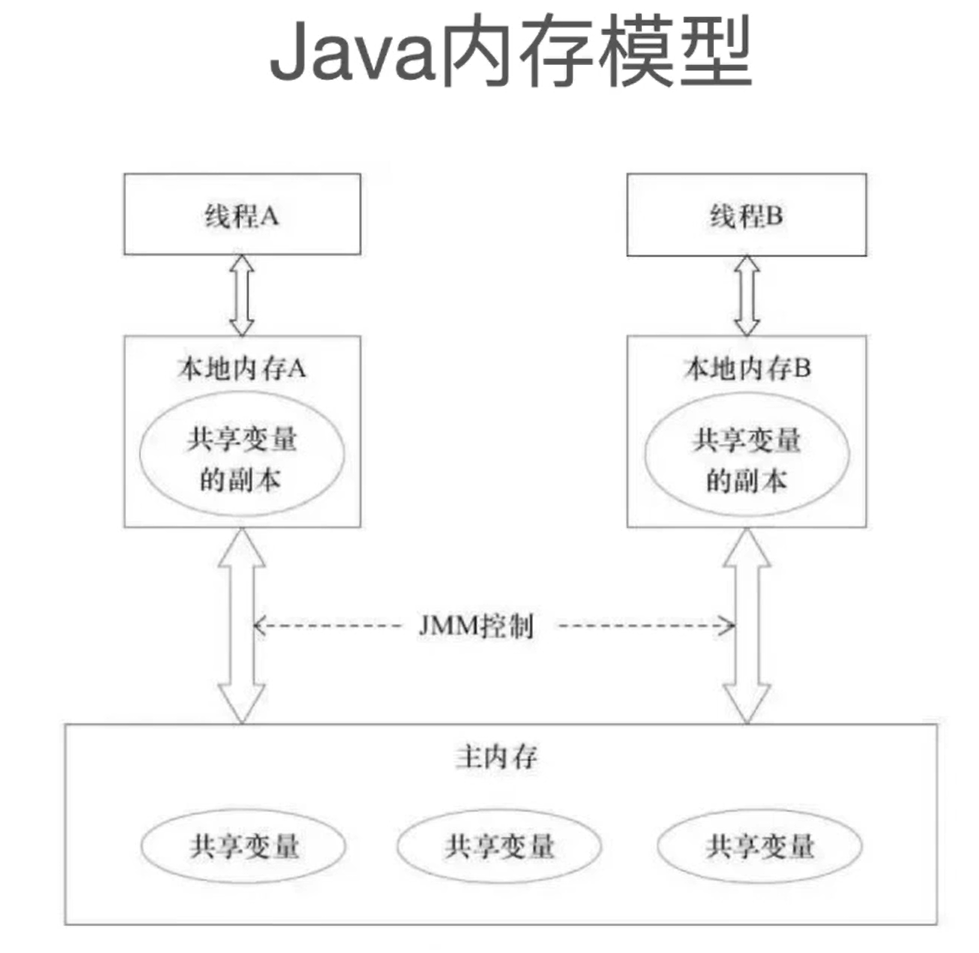 Java内存模型
线程A
线程B
本地内存A
共享变量
的副本
本地内存B
共享变量
的副本
JMM控制
主内存
共享变量
共享变量
共享变量